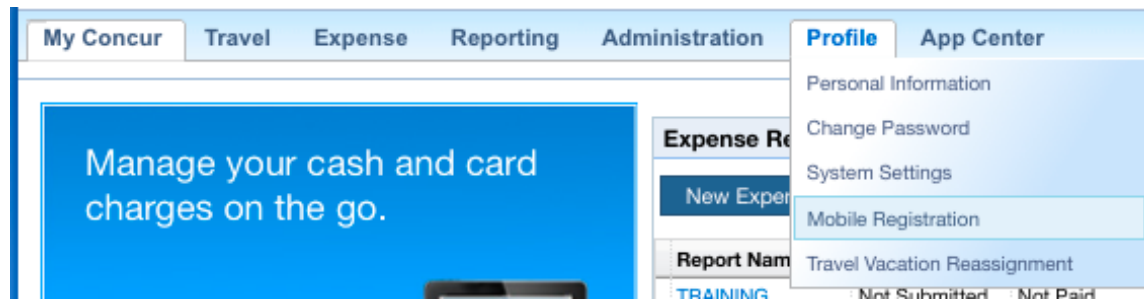 My Concur Travel Expense Reporting Administration Profile App Center
Personal Information
Change Password
System Settings
Mobile Registration
Travel Vacation Reassignment
Manage your cash and card
charges on the go.
Expense Re
New Exper
Report Nam
TRAINING Not Submitted Not Paid